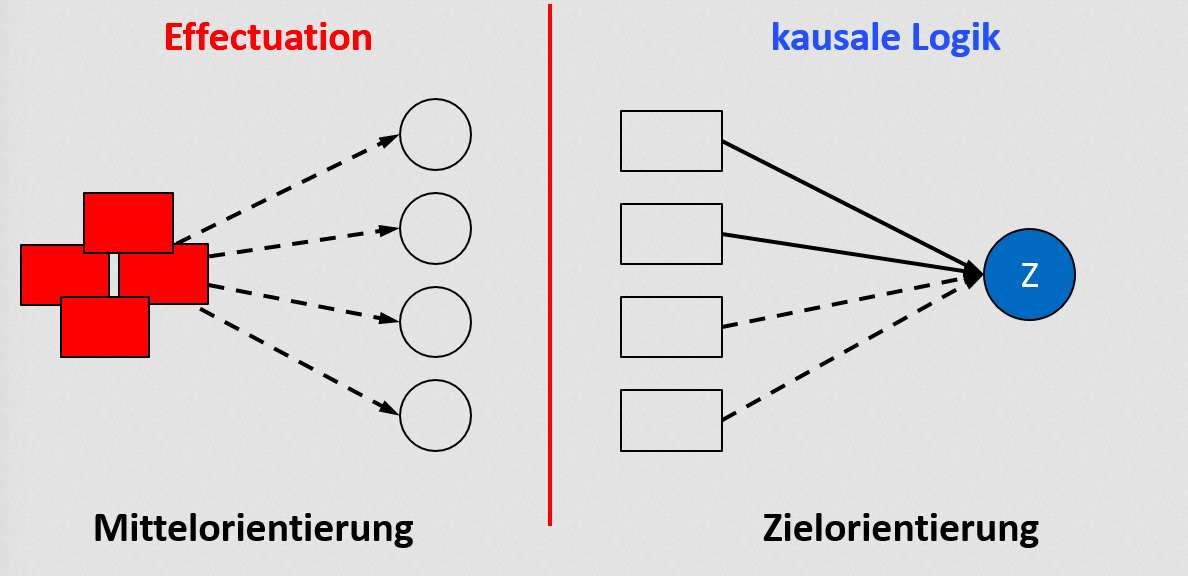 Effectuation
kausale Logik
Z
Mittelorientierung
Zielorientierung